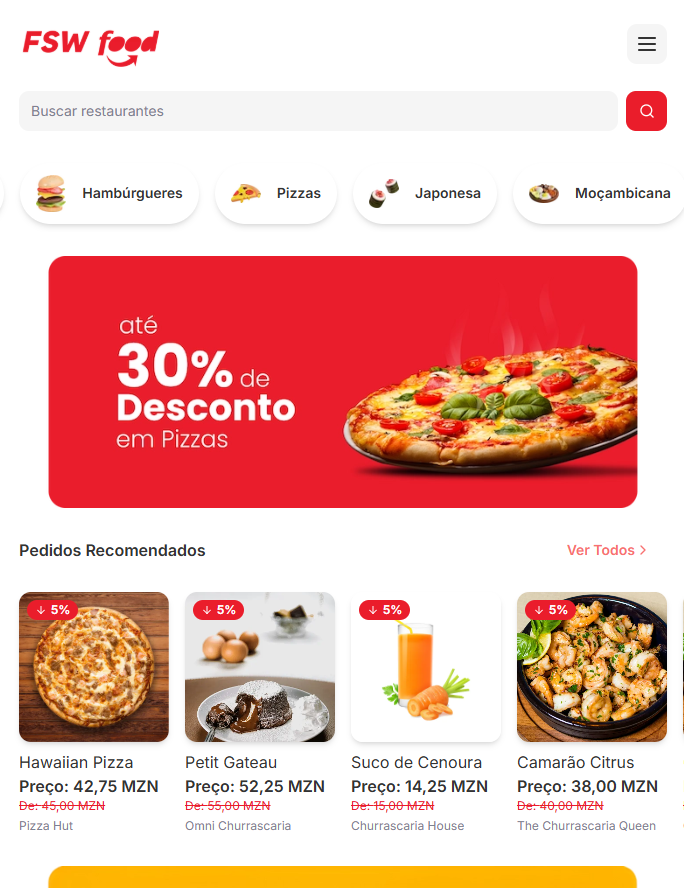 FSW food
Buscar restaurantes
Hambúrgueres
Pizzas
Japonesa
Moçambicana
até
30% de
Desconto
em Pizzas
Pedidos Recomendados
Ver Todos
5%
5%
5%
5%
Hawaiian Pizza
Preço: 42,75 MZN
De: 45,00 MZN
Pizza Hut
Petit Gateau
Preço: 52,25 MZN
De: 55,00 MZN
Omni Churrascaria
Suco de Cenoura
Preço: 14,25 MZN
De: 15,00 MZN
Churrascaria House
Camarão Citrus
Preço: 38,00 MZN
De: 40,00 MZN
The Churrascaria Queen